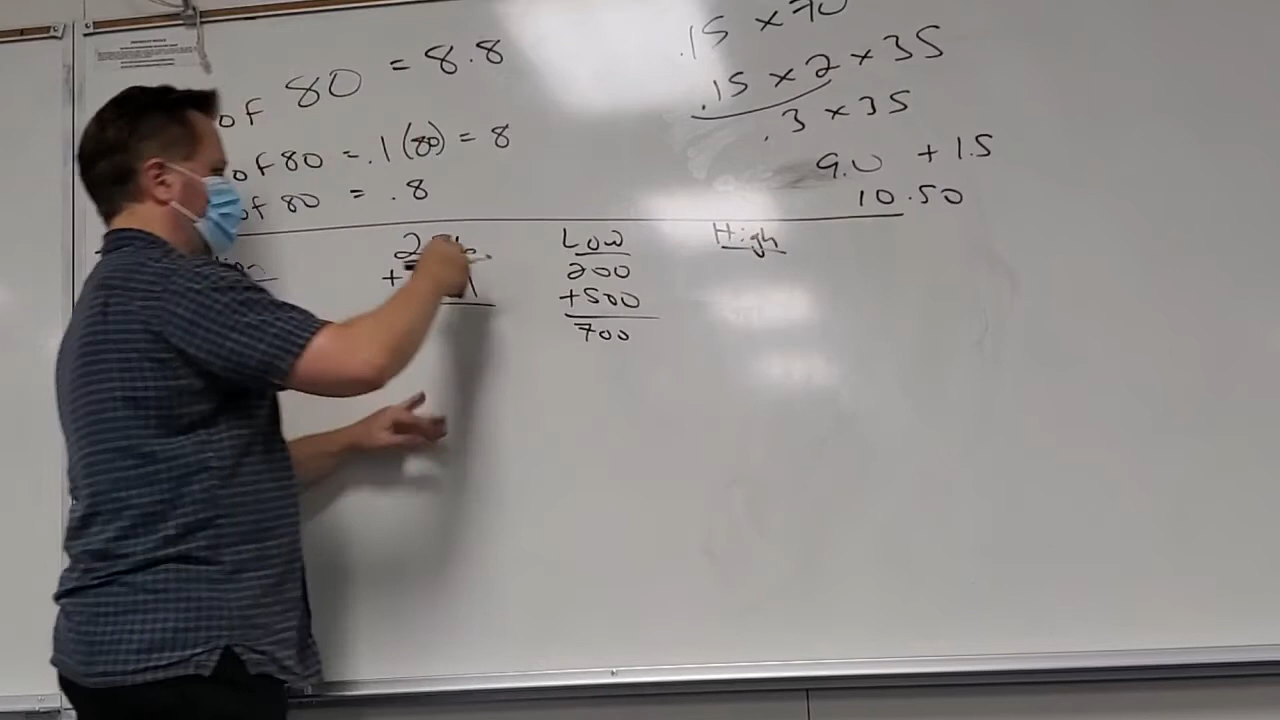 of 80 = 8.8
of 80 = .1 (80) = 8
of 80 = .8
.15 x 70
.15 x 2 x 35
.3 x 35
9.0 + 1.5
10.50
+
Low
200
+500
700
High